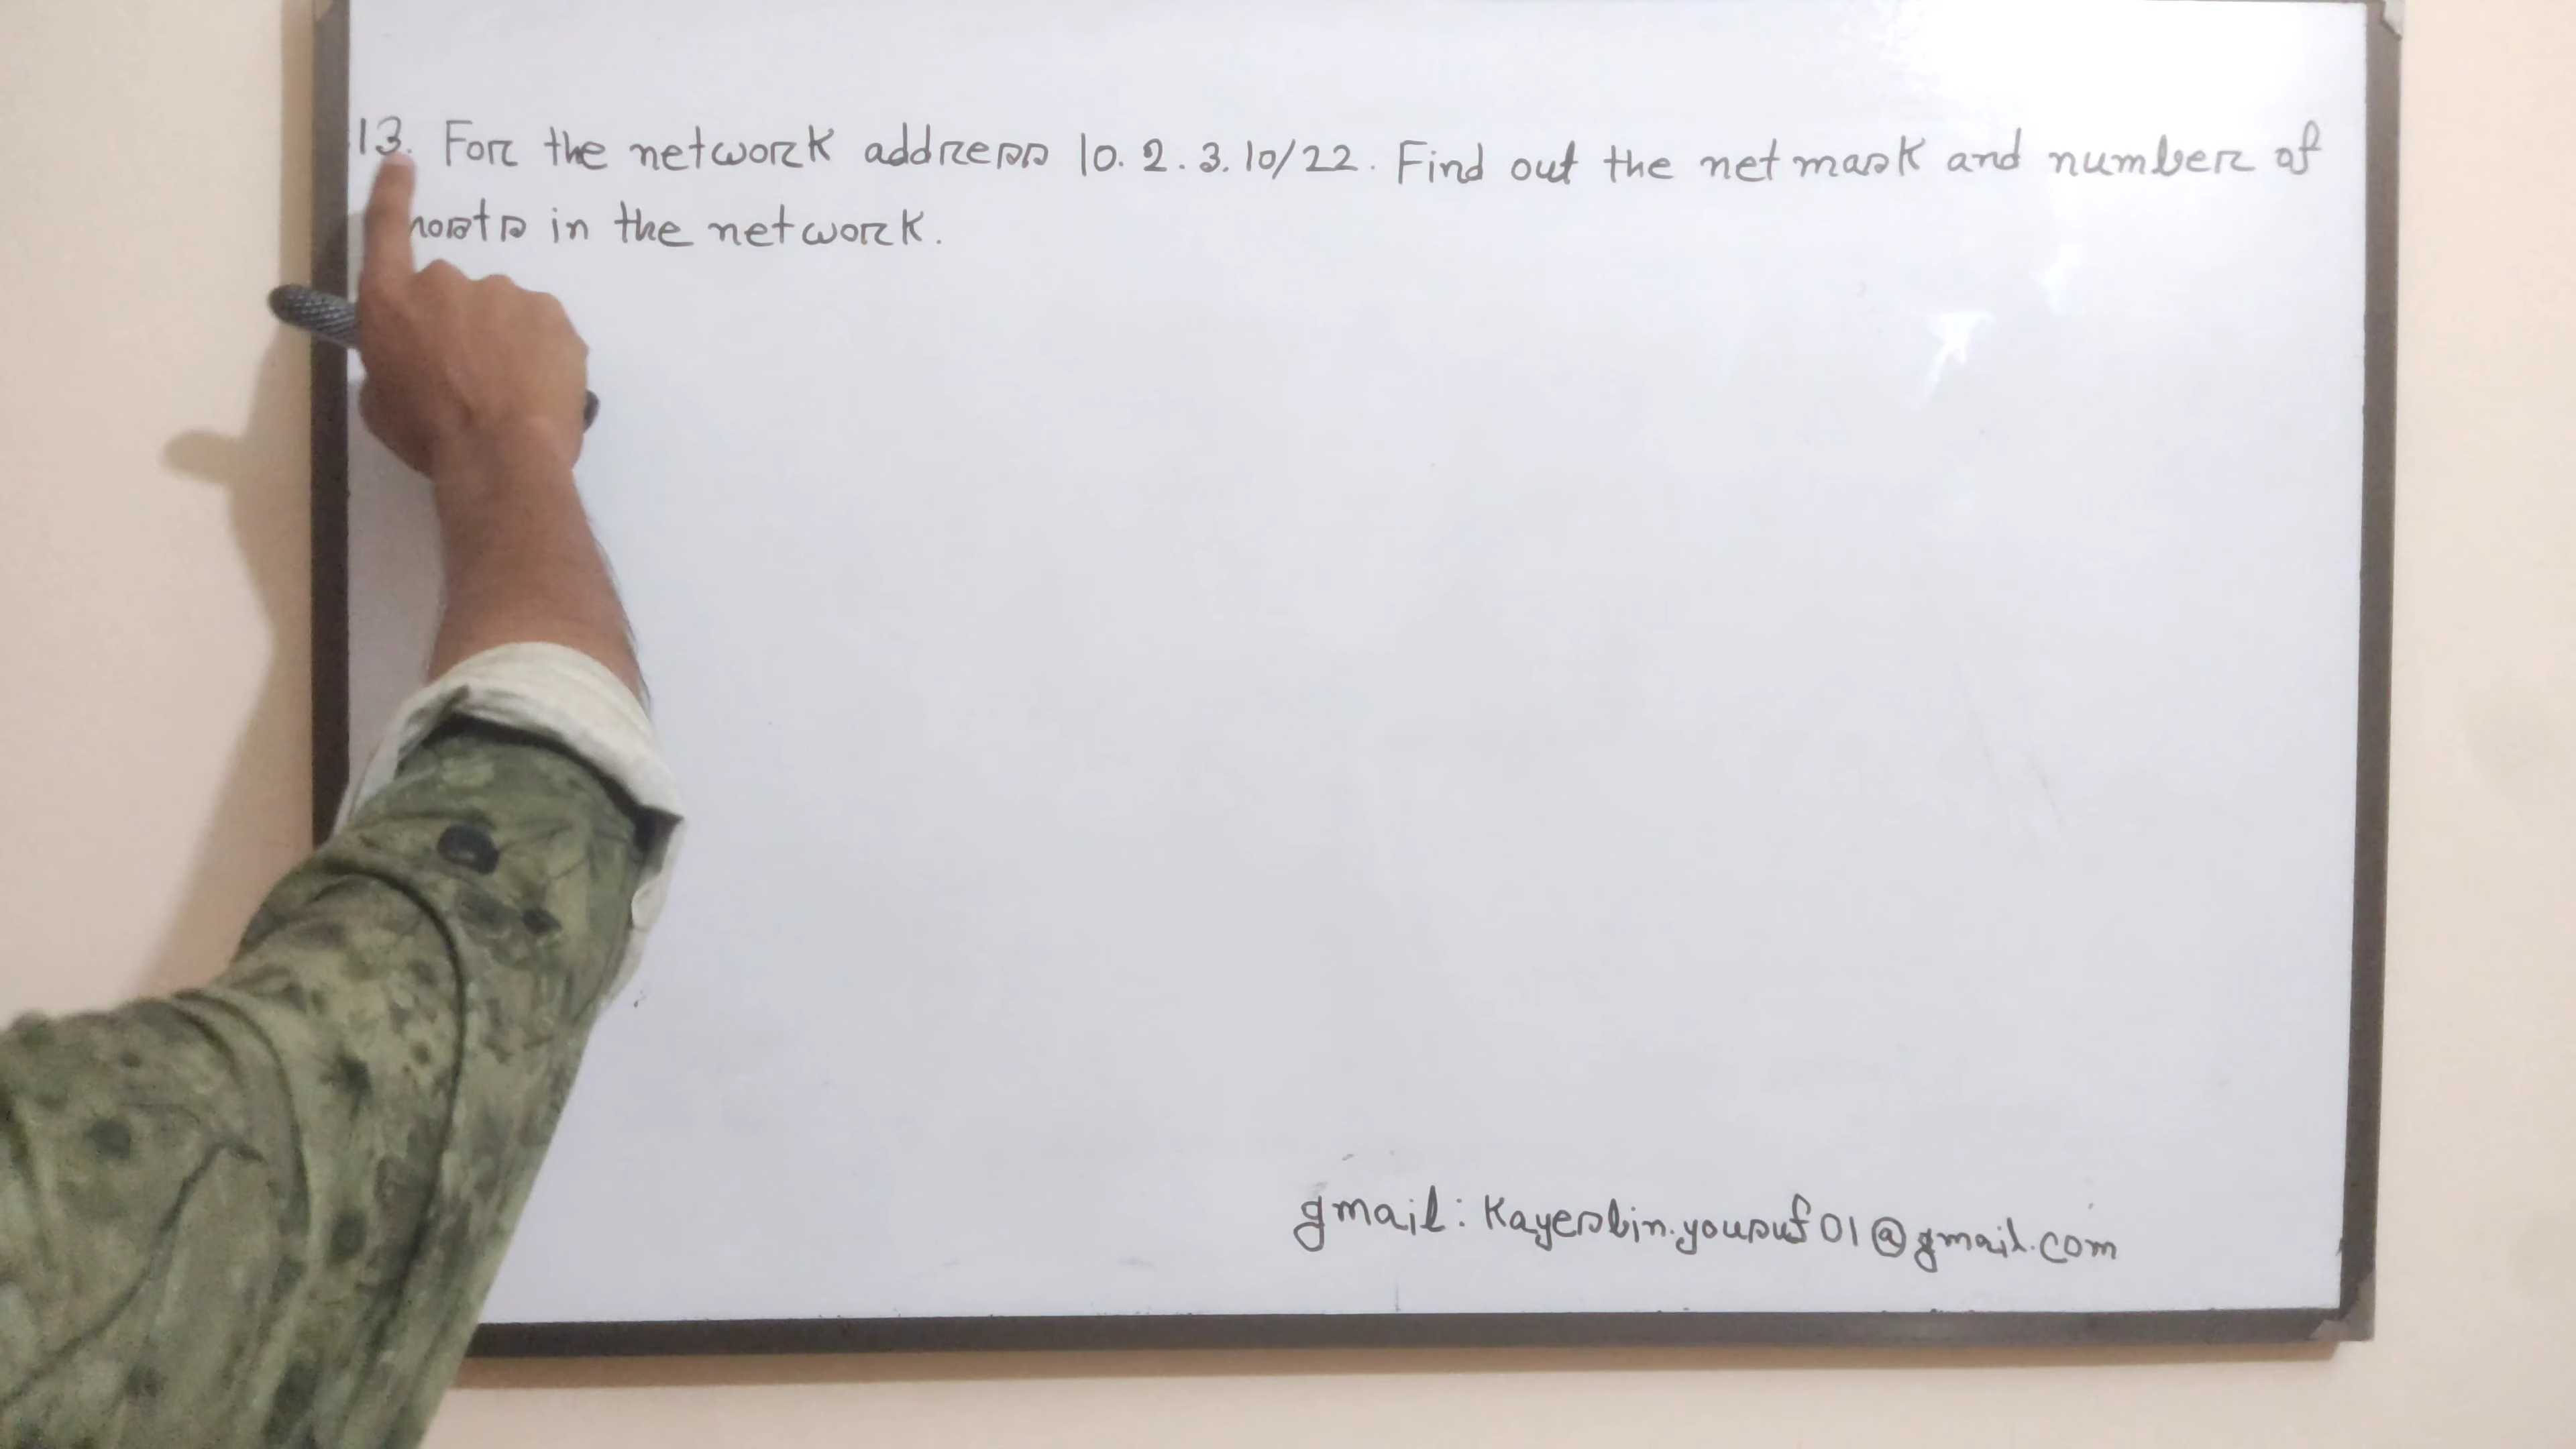 13. For the network address 10.2.3.10/22. Find out the net mask and number of
hosts in the network.
gmail: Kayesbin.yousuf01@gmail.com